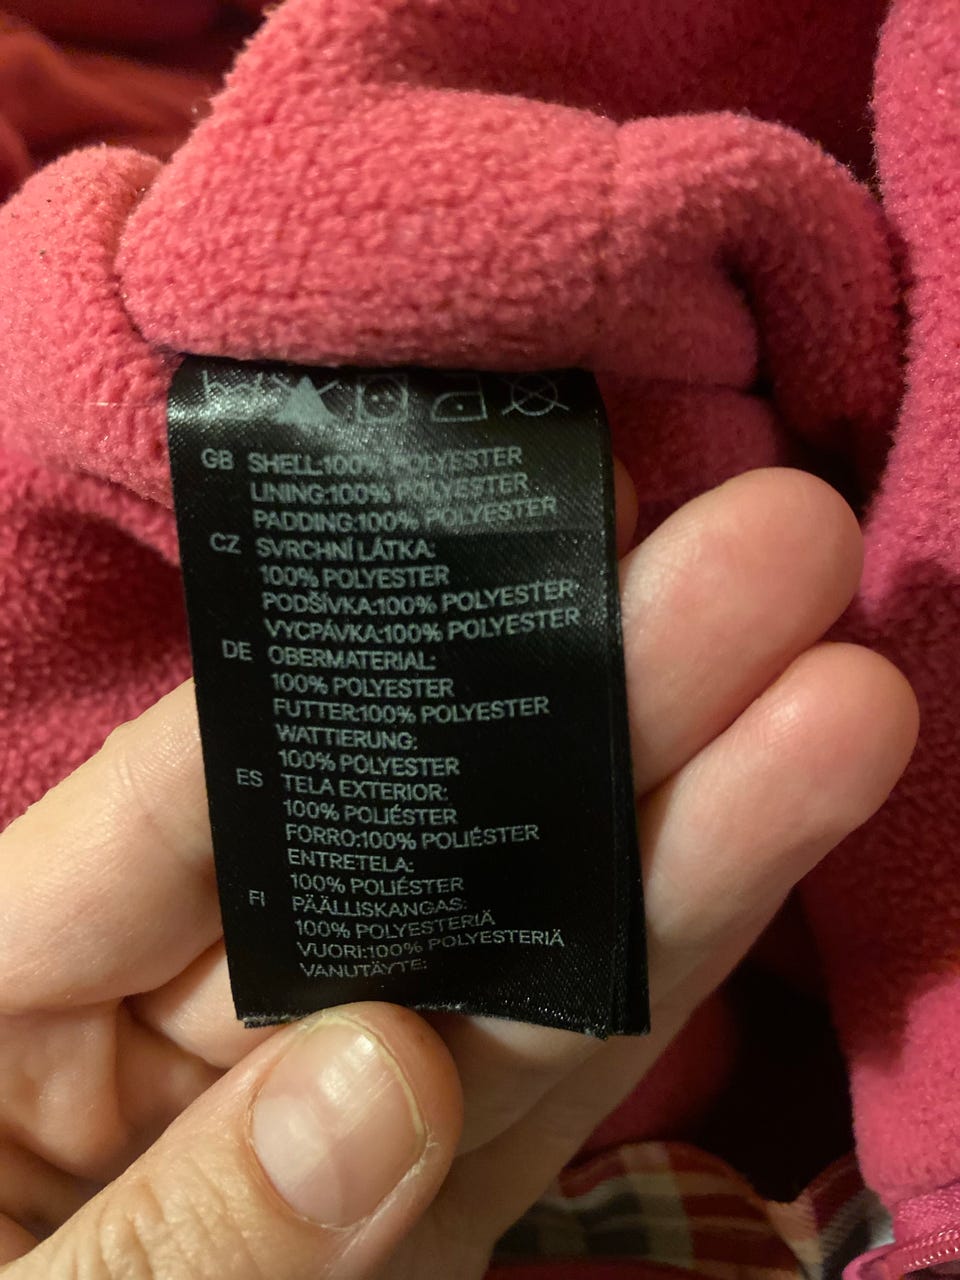 GB SHELL:100% POLYESTER
LINING:100% POLYESTER
PADDING:100% POLYESTER
CZ SVRCHNÍ LÁTKA:
100% POLYESTER
PODŠÍVKA:100% POLYESTER
VYCPÁVKA:100% POLYESTER
DE OBERMATERIAL:
100% POLYESTER
FUTTER:100% POLYESTER
WATTIERUNG:
100% POLYESTER
ES TELA EXTERIOR:
100% POLIÉSTER
FORRO:100% POLIÉSTER
ENTRETELA:
100% POLIÉSTER
FI PÄÄLLISKANGAS:
100% POLYESTERIÄ
VUORI:100% POLYESTERIÄ
VANUTÄYTE: